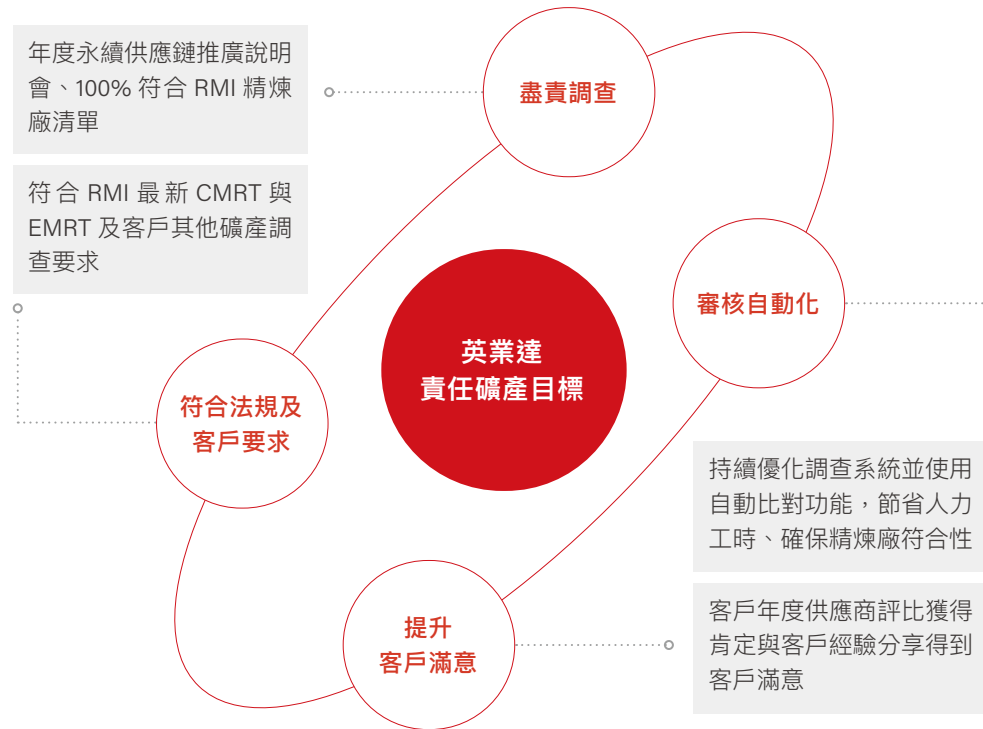 年度永續供應鏈推廣說明
會、100% 符合 RMI 精煉
廠清單
盡責調查
符合 RMI 最新 CMRT 與
EMRT 及客戶其他礦產調
查要求
審核自動化
英業達
責任礦產目標
符合法規及
客戶要求
持續優化調查系統並使用
自動比對功能，節省人力
工時、確保精煉廠符合性
提升
客戶滿意
客戶年度供應商評比獲得
肯定與客戶經驗分享得到
客戶滿意